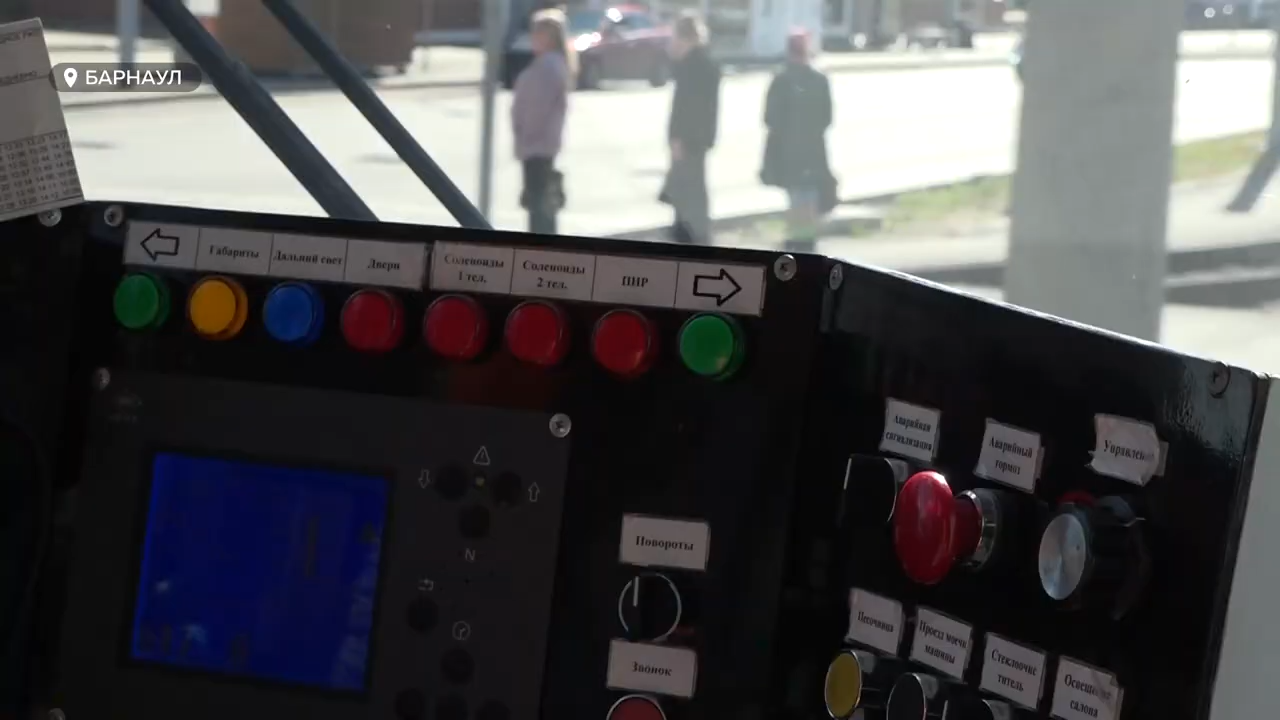 БАРНАУЛ
Габариты
Дальний свет
Двери
Соленоиды
1 тел.
Соленоиды
2 тел.
ПНР
Аварийная
сигнализация
Аварийный
тормоз
Управлен
Повороты
N
Звонок
Песочница
Проезд моечн
машины
Стеклоочис
титель
Освещение
салона